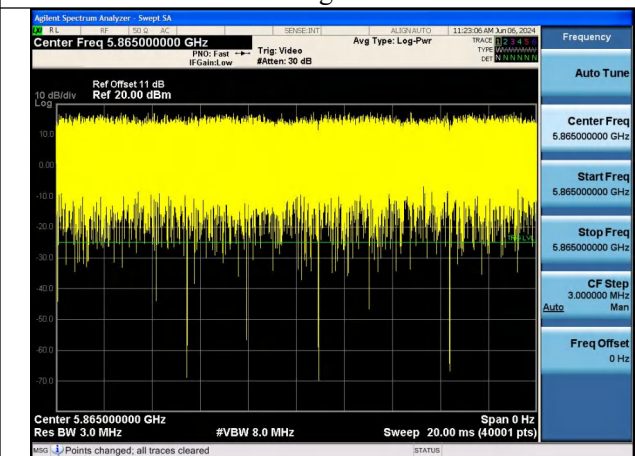 Agilent Spectrum Analyzer - Swept SA
RL RF 50 Ω AC SENSE:INT ALIGN AUTO 11:23:06 AM Jun 06, 2024
Center Freq 5.865000000 GHz
PNO: Fast
IFGain:Low
Trig: Video
#Atten: 30 dB
Avg Type: Log-Pwr
TRACE 1 2 3 4 5 6
TYPE
DET N N N N N N
Ref Offset 11 dB
10 dB/div Ref 20.00 dBm
Log
10.0
0.00
-10.0
-20.0
TRIG LVL
-30.0
-40.0
-50.0
-60.0
-70.0
Center 5.865000000 GHz Span 0 Hz
Res BW 3.0 MHz #VBW 8.0 MHz Sweep 20.00 ms (40001 pts)
MSG Points changed; all traces cleared STATUS
Frequency
Auto Tune
Center Freq
5.865000000 GHz
Start Freq
5.865000000 GHz
Stop Freq
5.865000000 GHz
CF Step
3.000000 MHz
Auto Man
Freq Offset
0 Hz